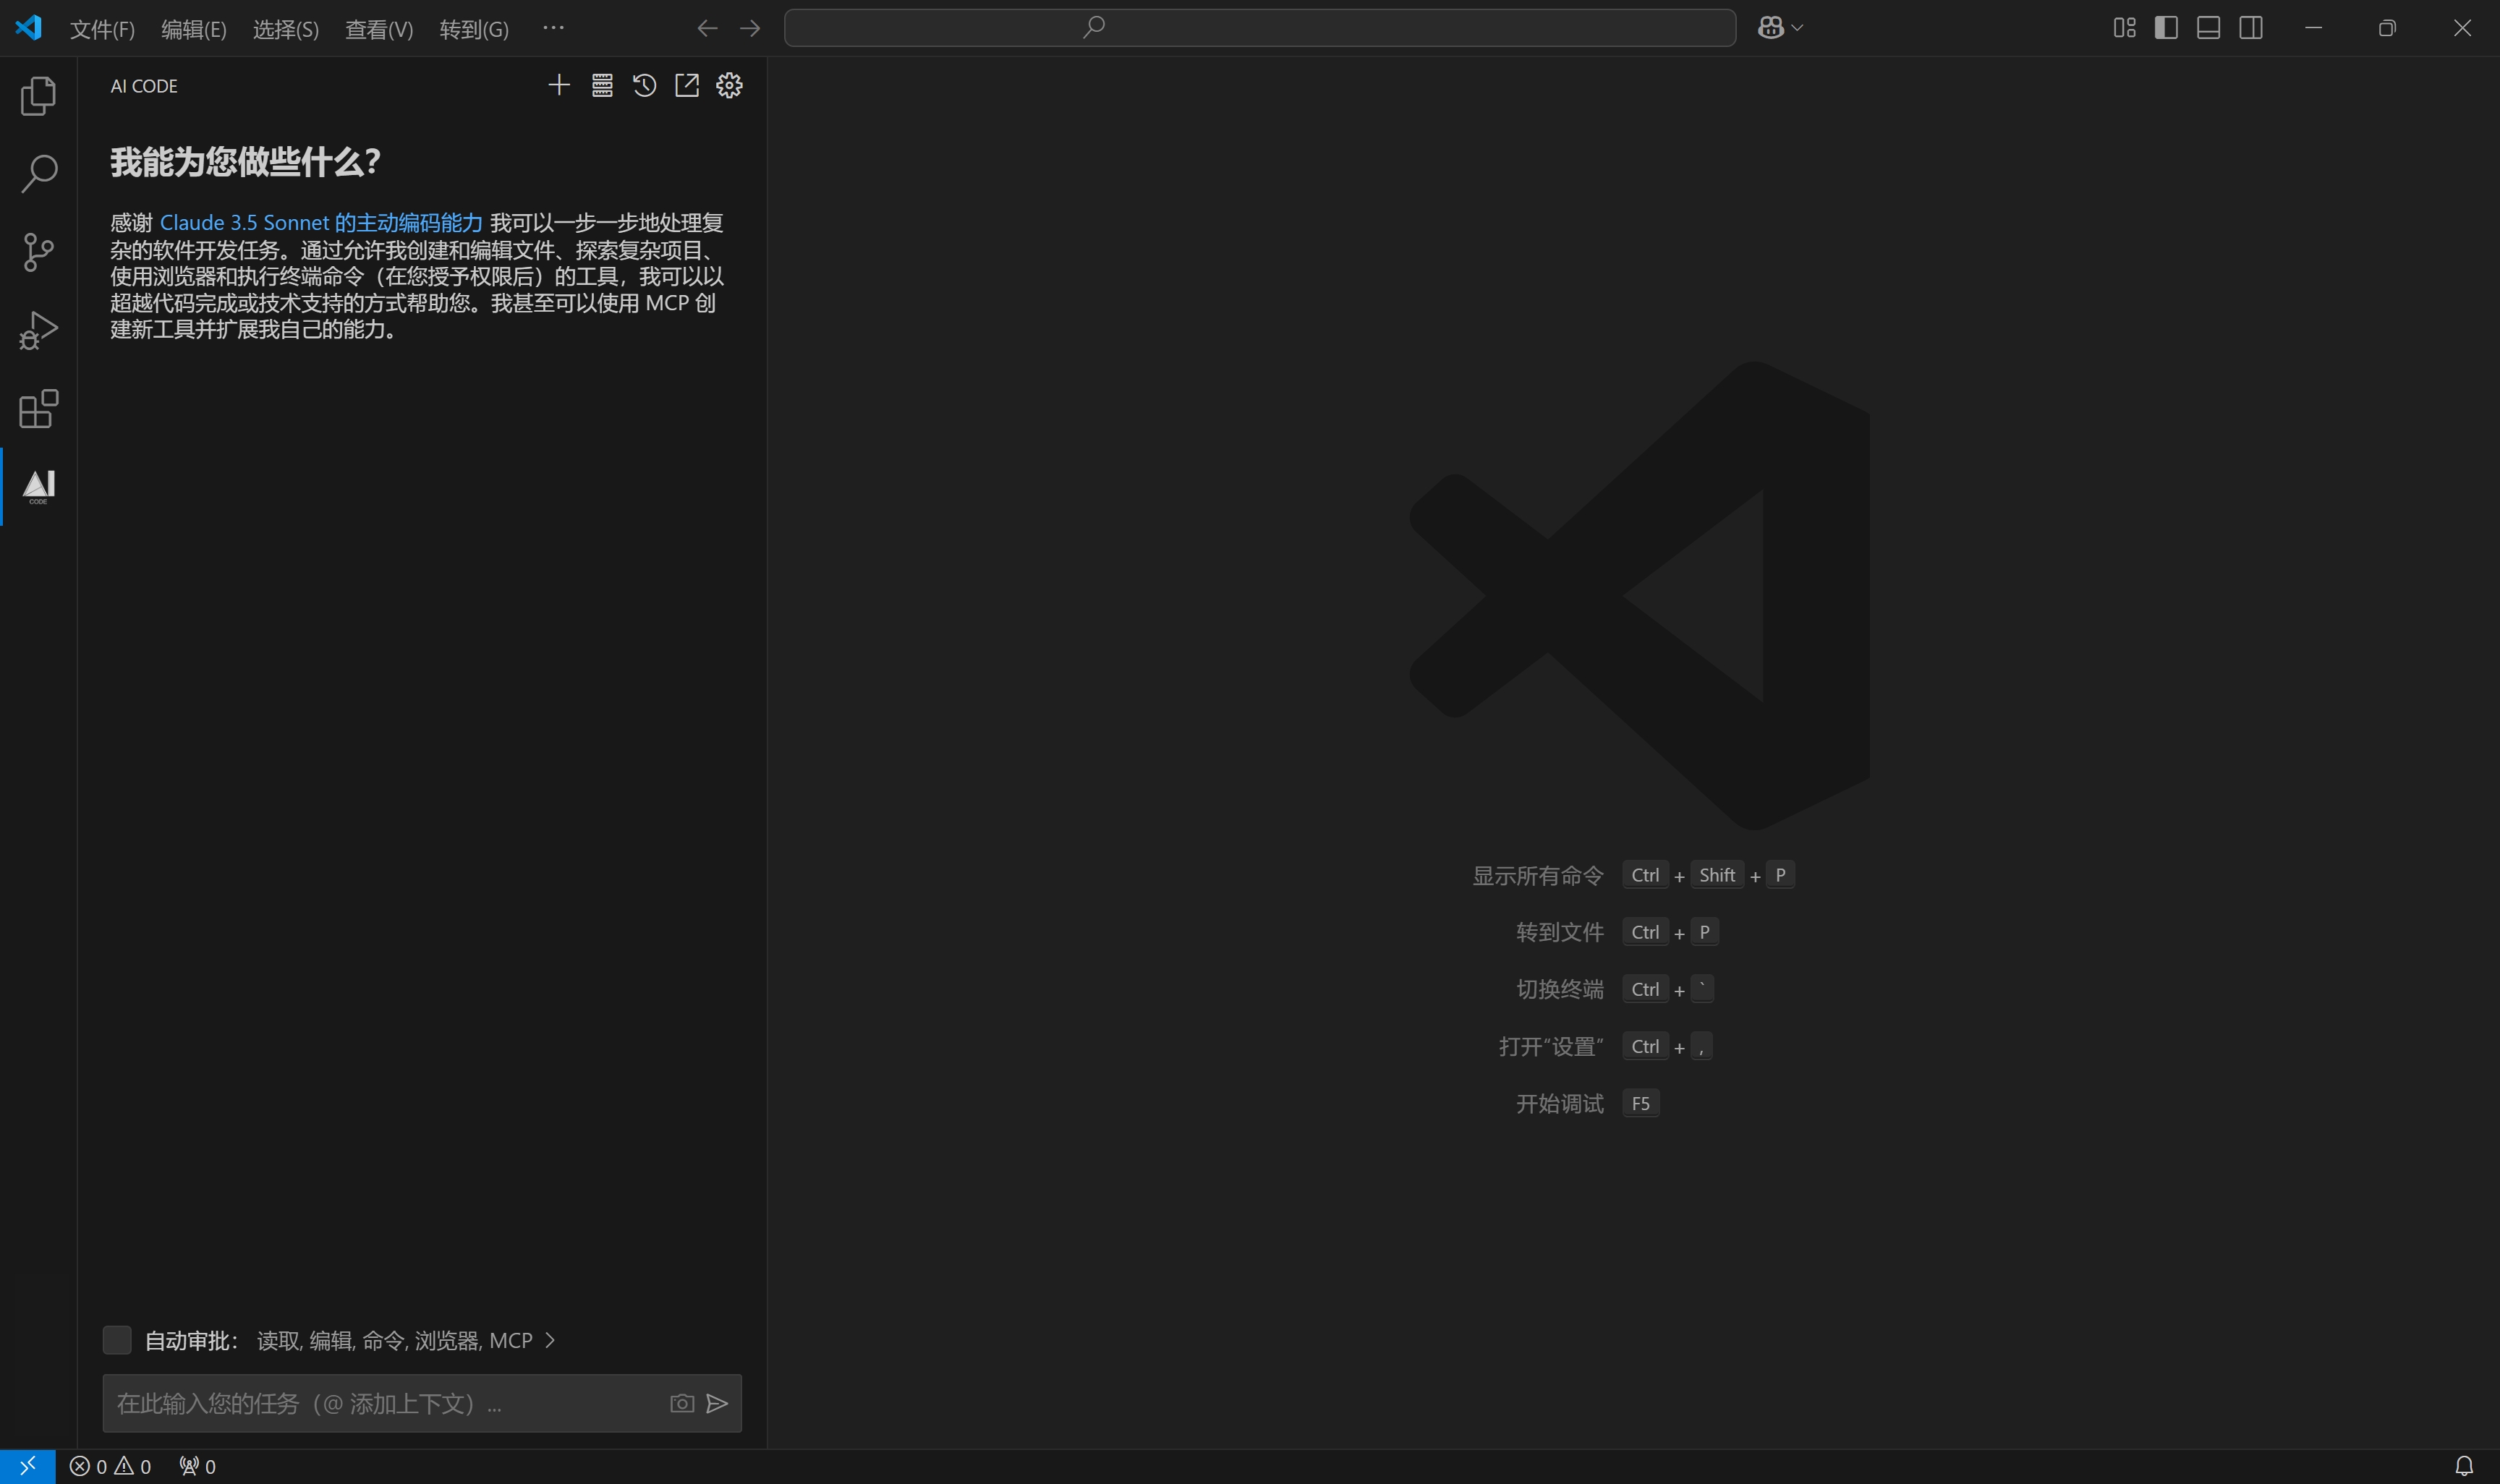 文件(F) 编辑(E) 选择(S) 查看(V) 转到(G) ···
AI CODE
我能为您做些什么?
感谢 Claude 3.5 Sonnet 的主动编码能力 我可以一步一步地处理复
杂的软件开发任务。通过允许我创建和编辑文件、探索复杂项目、
使用浏览器和执行终端命令（在您授予权限后）的工具，我可以以
超越代码完成或技术支持的方式帮助您。我甚至可以使用 MCP 创
建新工具并扩展我自己的能力。
AI
CODE
显示所有命令 Ctrl + Shift + P
转到文件 Ctrl + P
切换终端 Ctrl + `
打开“设置” Ctrl + ,
开始调试 F5
自动审批： 读取, 编辑, 命令, 浏览器, MCP >
在此输入您的任务（@ 添加上下文）...
0 0 0